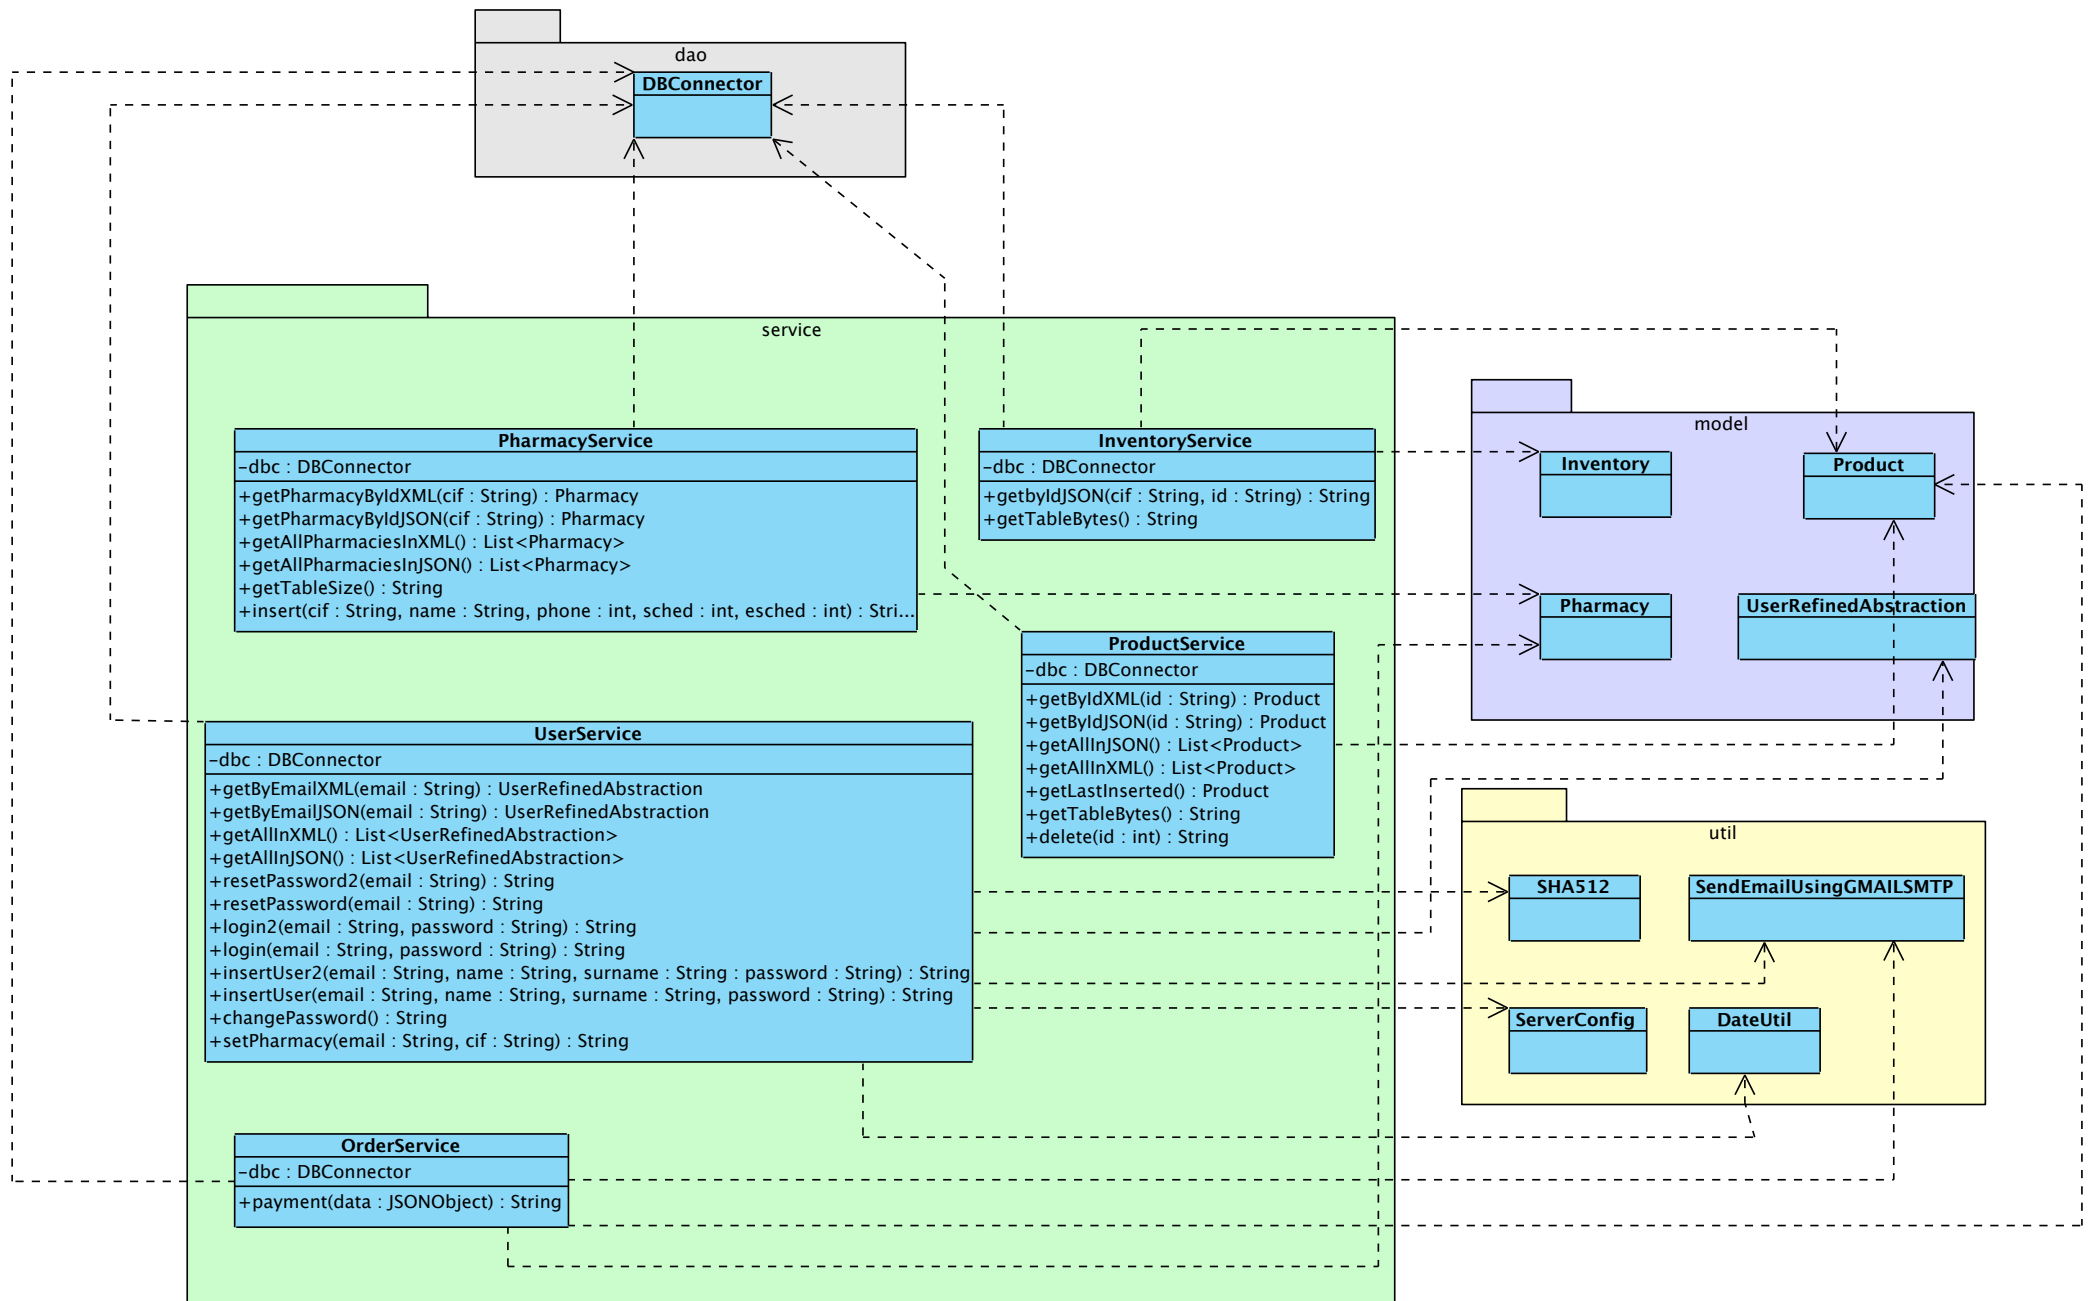 dao
DBConnector
service
PharmacyService
-dbc : DBConnector
+getPharmacyByIdXML(cif : String) : Pharmacy
+getPharmacyByIdJSON(cif : String) : Pharmacy
+getAllPharmaciesInXML() : List<Pharmacy>
+getAllPharmaciesInJSON() : List<Pharmacy>
+getTableSize() : String
+insert(cif : String, name : String, phone : int, sched : int, esched : int) : Stri...
InventoryService
-dbc : DBConnector
+getbyIdJSON(cif : String, id : String) : String
+getTableBytes() : String
model
Inventory
Product
Pharmacy
UserRefinedAbstraction
ProductService
-dbc : DBConnector
+getByIdXML(id : String) : Product
+getByIdJSON(id : String) : Product
+getAllInJSON() : List<Product>
+getAllInXML() : List<Product>
+getLastInserted() : Product
+getTableBytes() : String
+delete(id : int) : String
UserService
-dbc : DBConnector
+getByEmailXML(email : String) : UserRefinedAbstraction
+getByEmailJSON(email : String) : UserRefinedAbstraction
+getAllInXML() : List<UserRefinedAbstraction>
+getAllInJSON() : List<UserRefinedAbstraction>
+resetPassword2(email : String) : String
+resetPassword(email : String) : String
+login2(email : String, password : String) : String
+login(email : String, password : String) : String
+insertUser2(email : String, name : String, surname : String : password : String) : String
+insertUser(email : String, name : String, surname : String, password : String) : String
+changePassword() : String
+setPharmacy(email : String, cif : String) : String
util
SHA512
SendEmailUsingGMAILSMTP
ServerConfig
DateUtil
OrderService
-dbc : DBConnector
+payment(data : JSONObject) : String